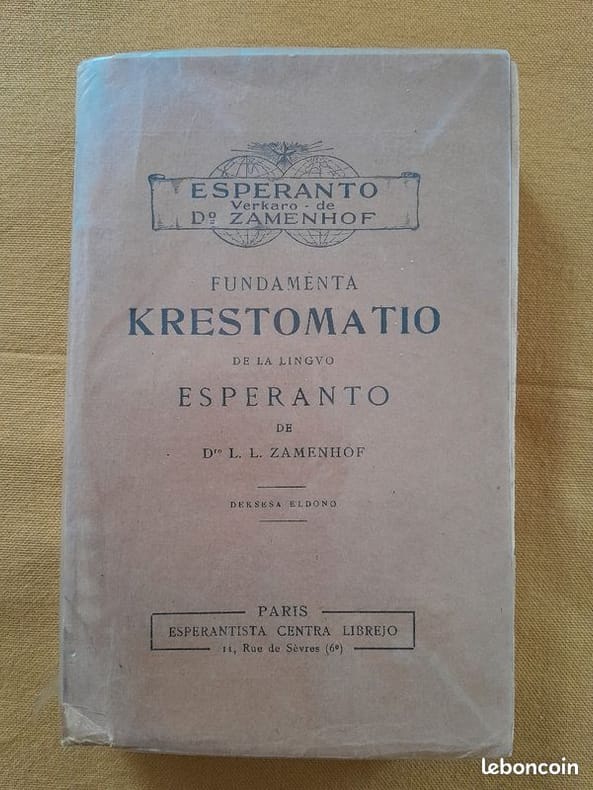 ESPERANTO
Verkaro - de
Dº ZAMENHOF
FUNDAMENTA
KRESTOMATIO
DE LA LINGVO
ESPERANTO
DE
Dro L. L. ZAMENHOF
DEKSESA ELDONO
PARIS
ESPERANTISTA CENTRA LIBREJO
11, Rue de Sèvres (6e)
leboncoin